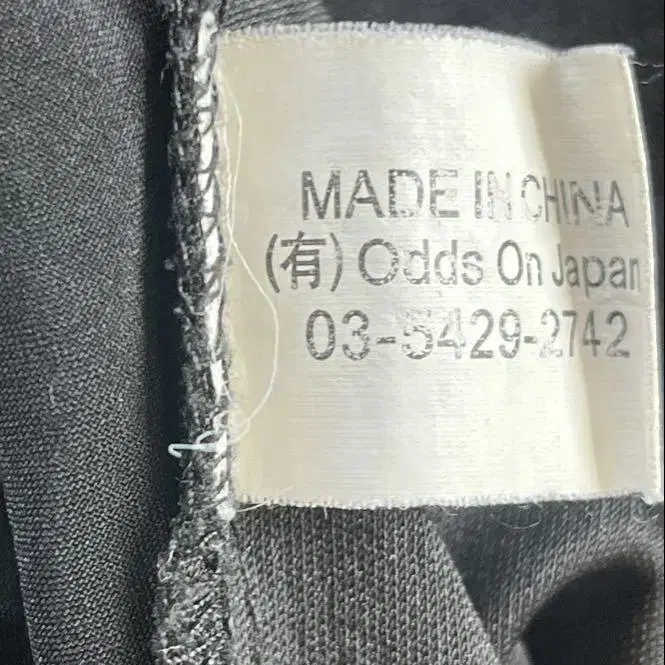 MADE IN CHINA
(有) Odds On Japan
03-5429-2742